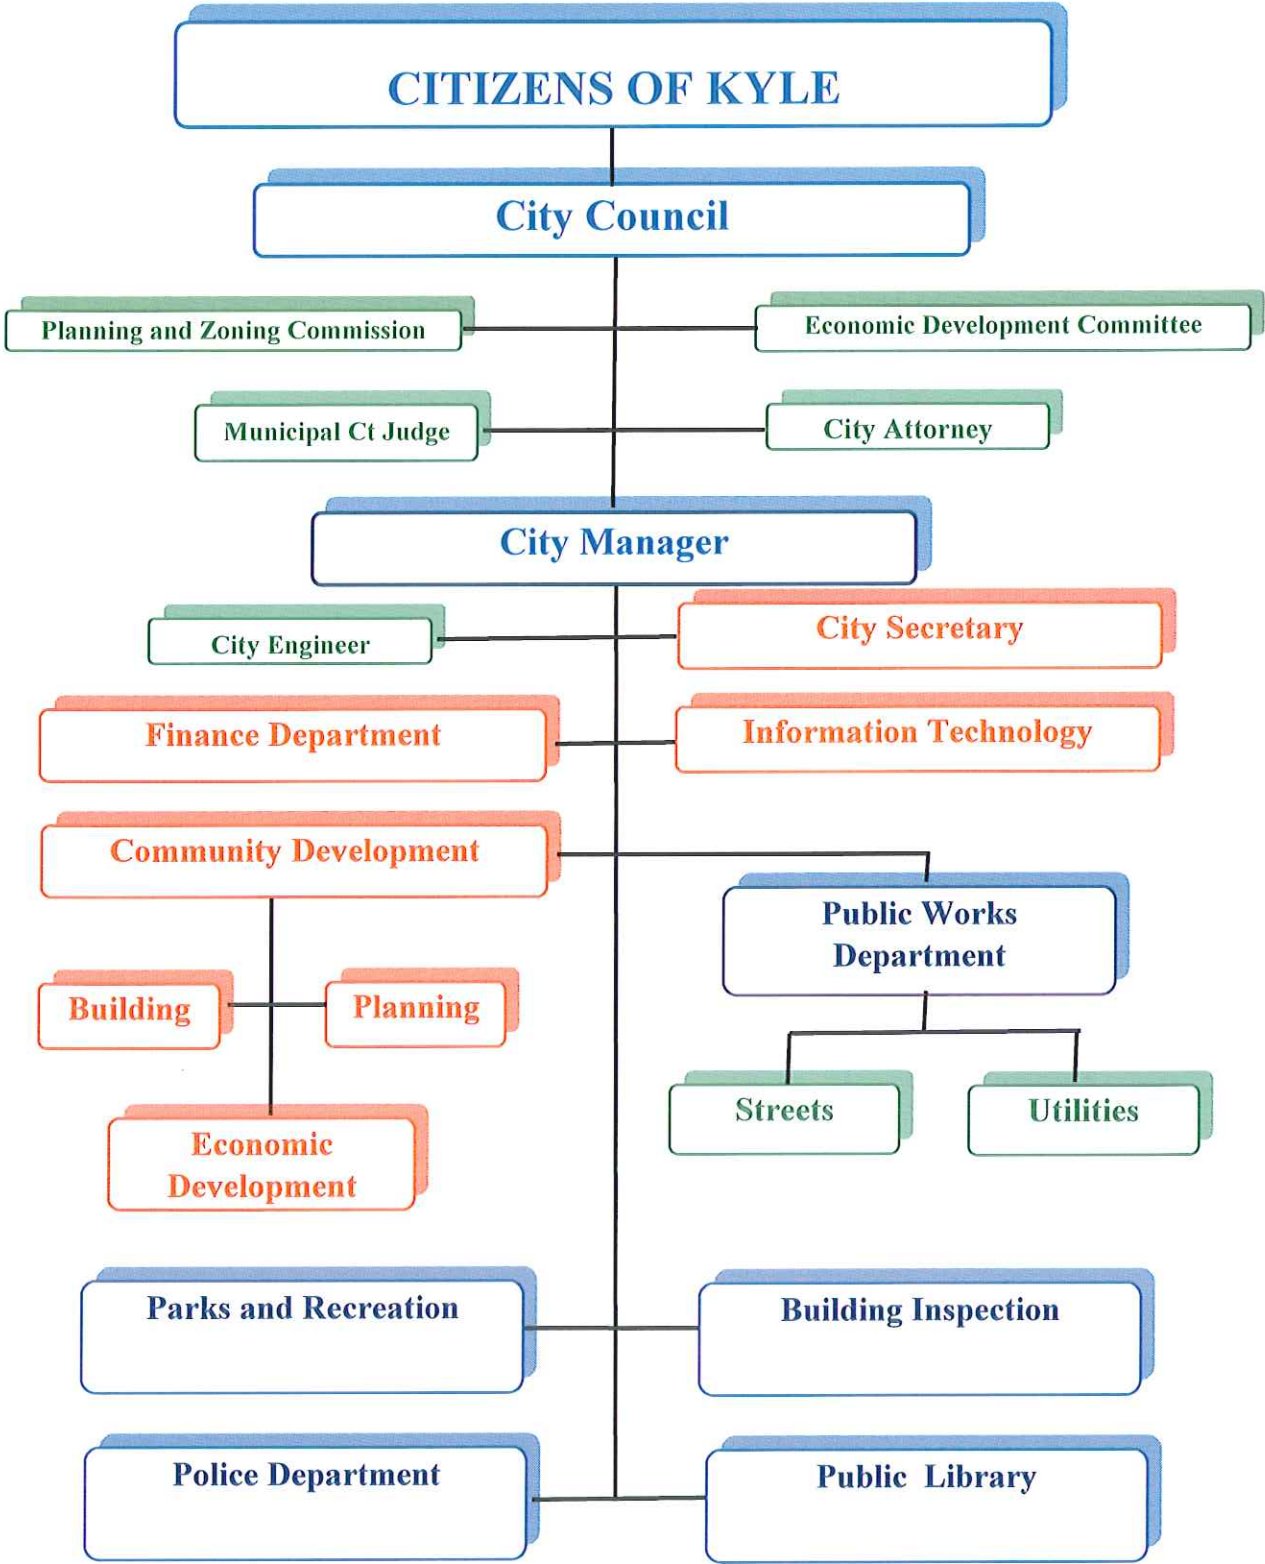 CITIZENS OF KYLE
City Council
Planning and Zoning Commission
Economic Development Committee
Municipal Ct Judge
City Attorney
City Manager
City Engineer
City Secretary
Finance Department
Information Technology
Community Development
Public Works
Department
Building
Planning
Streets
Utilities
Economic
Development
Parks and Recreation
Building Inspection
Police Department
Public Library